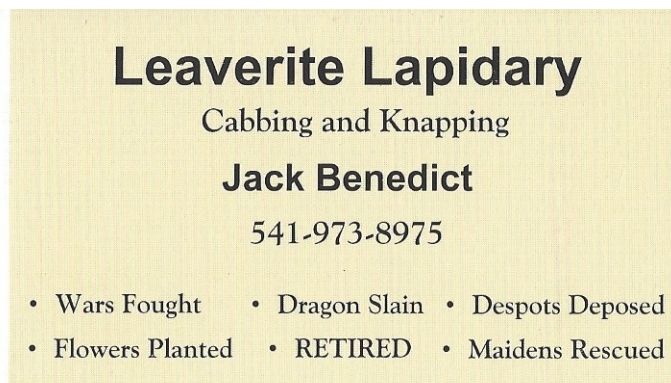 Leaverite Lapidary
Cabbing and Knapping
Jack Benedict
541-973-8975
• Wars Fought • Dragon Slain • Despots Deposed
• Flowers Planted • RETIRED • Maidens Rescued